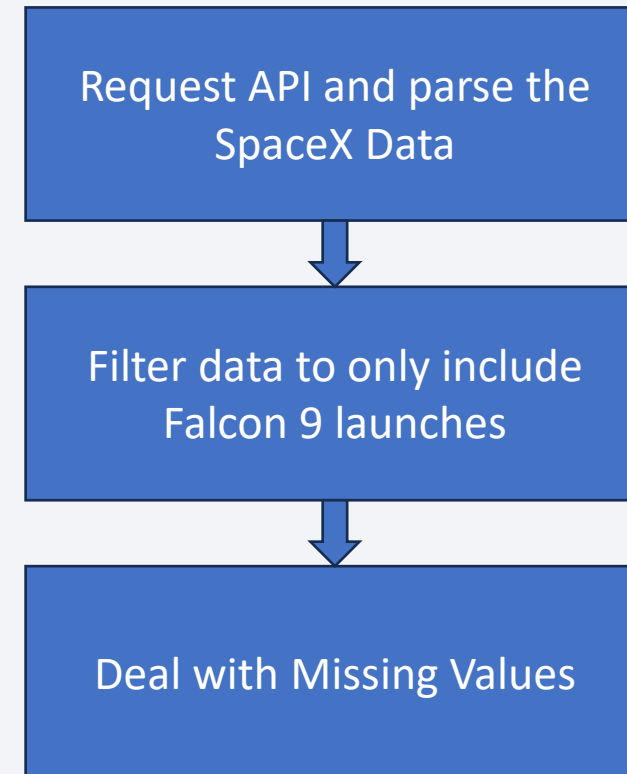 Request API and parse the
SpaceX Data
Filter data to only include
Falcon 9 launches
Deal with Missing Values